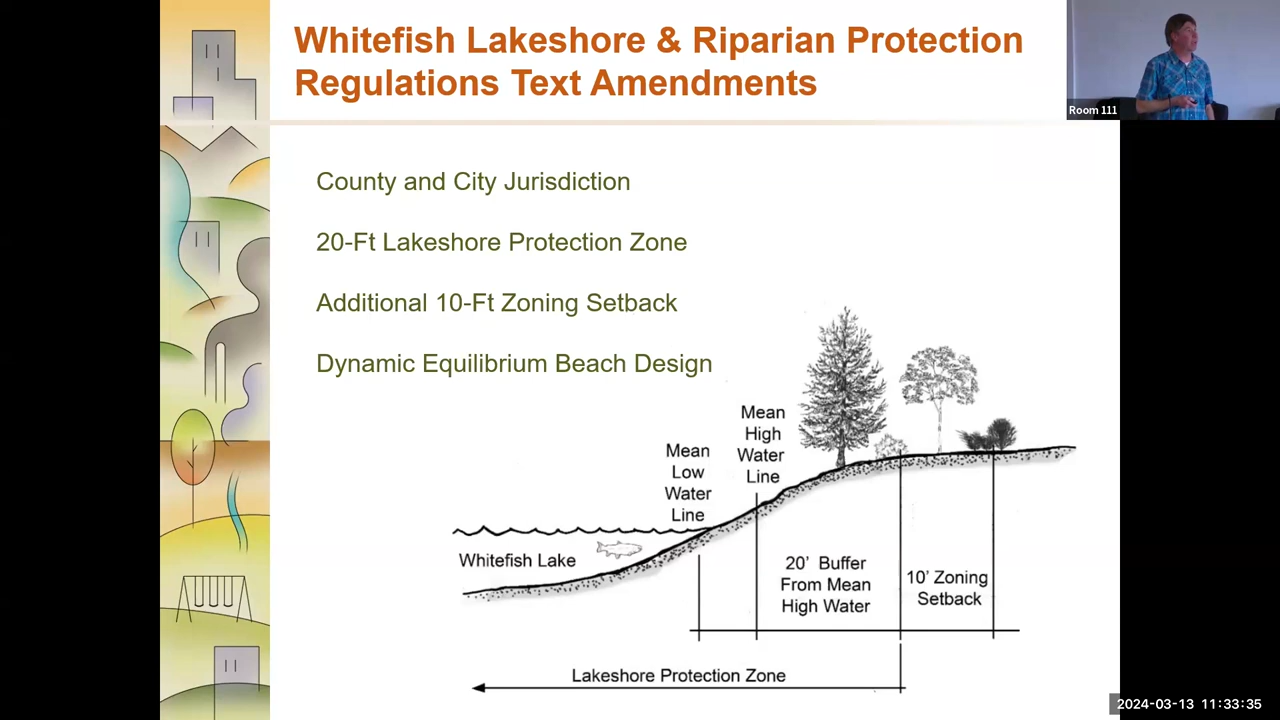 Whitefish Lakeshore & Riparian Protection
Regulations Text Amendments
Room 111
County and City Jurisdiction
20-Ft Lakeshore Protection Zone
Additional 10-Ft Zoning Setback
Dynamic Equilibrium Beach Design
Mean
High
Water
Line
Mean
Low
Water
Line
Whitefish Lake
20’ Buffer
From Mean
High Water
10’ Zoning
Setback
Lakeshore Protection Zone
2024-03-13 11:33:35